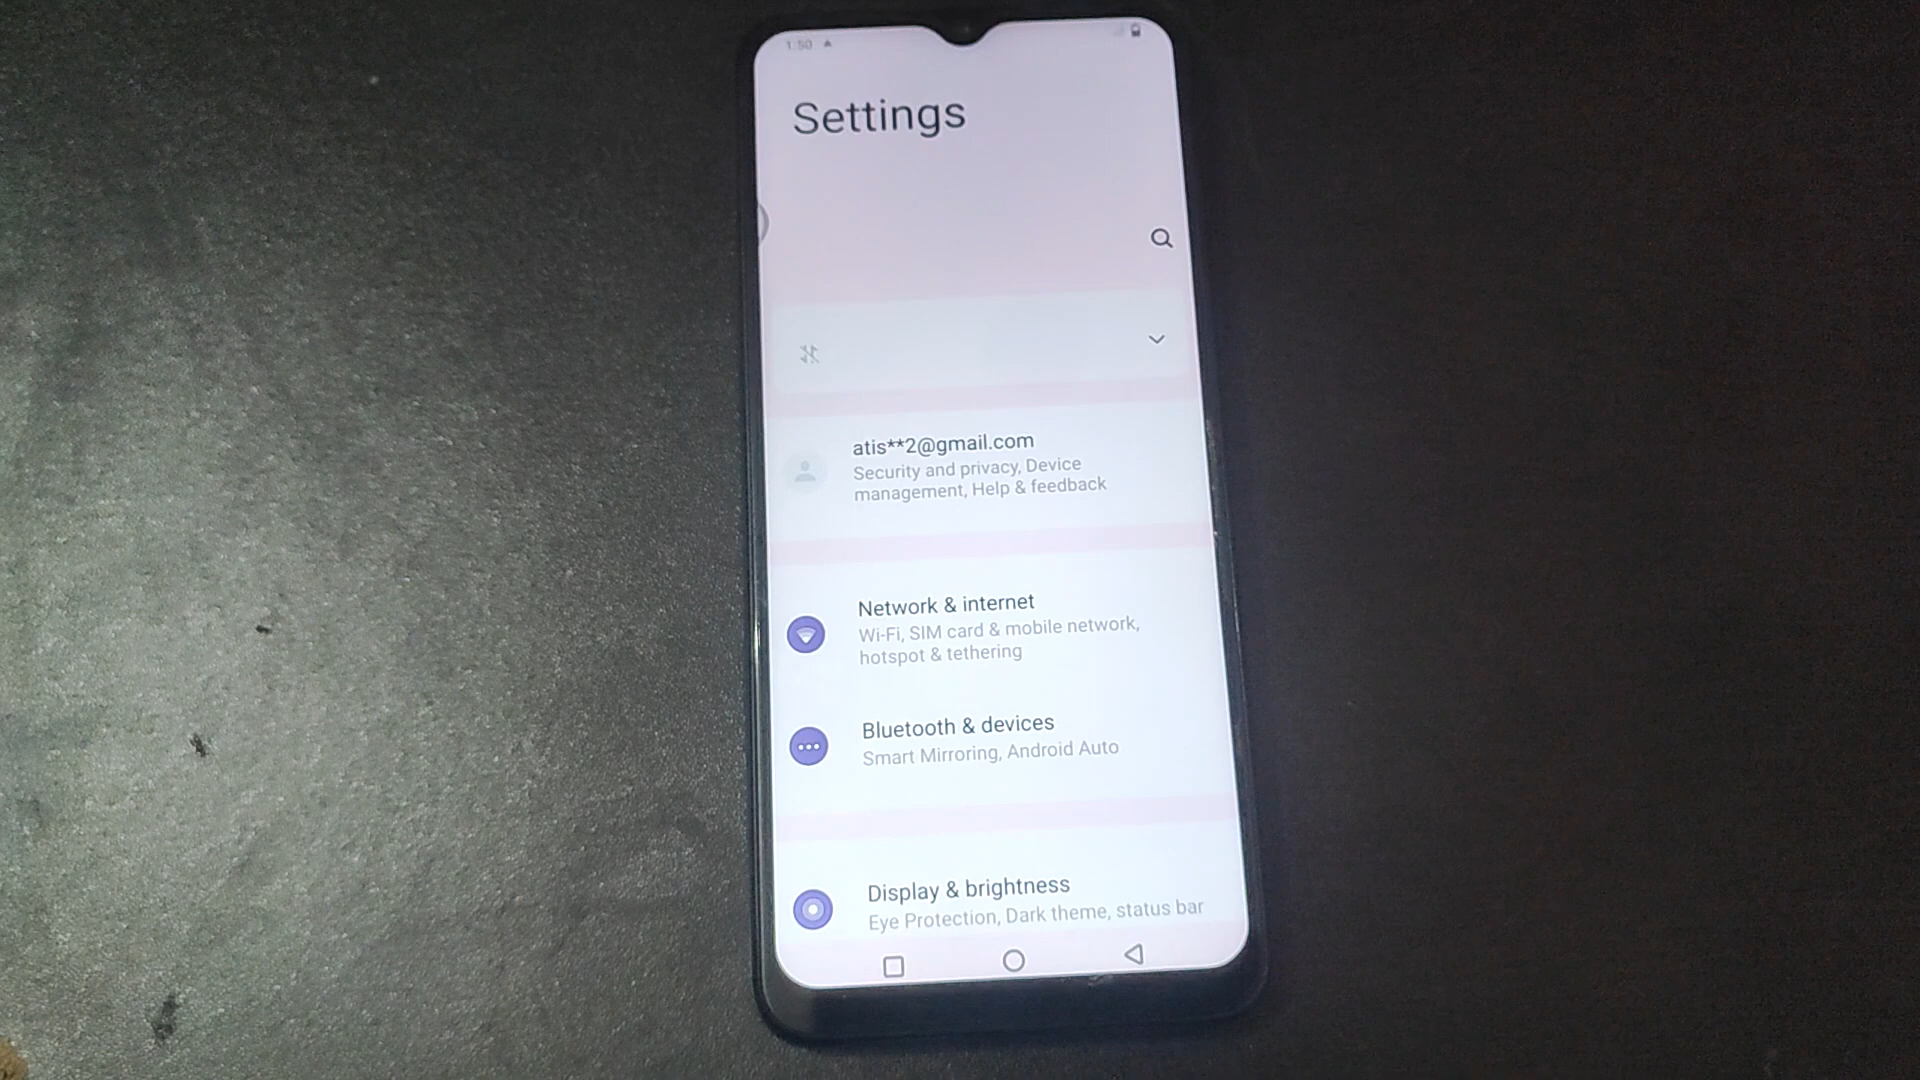 1:50
Settings
atis**2@gmail.com
Security and privacy, Device
management, Help & feedback
Network & internet
Wi-Fi, SIM card & mobile network,
hotspot & tethering
Bluetooth & devices
Smart Mirroring, Android Auto
Display & brightness
Eye Protection, Dark theme, status bar